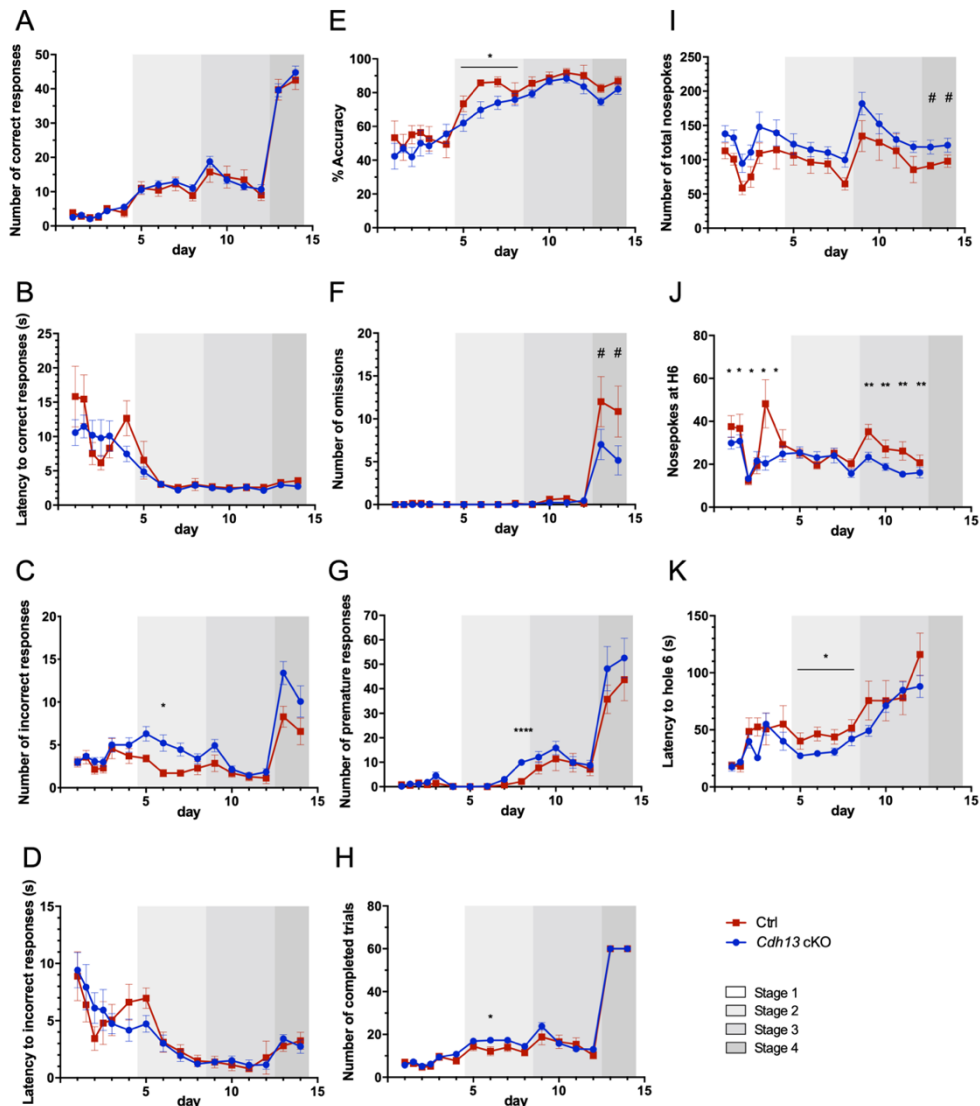 A
Number of correct responses
50
40
30
20
10
0
5 10 15
day
E
% Accuracy
*
100
80
60
40
20
0
5 10 15
day
I
Number of total nosepokes
# #
250
200
150
100
50
0
5 10 15
day
B
Latency to correct responses (s)
25
20
15
10
5
0
5 10 15
day
F
Number of omissions
# #
20
15
10
5
0
5 10 15
day
J
Nosepokes at H6
* * * * *
** ** ** **
80
60
40
20
0
5 10 15
day
C
Number of incorrect responses
*
20
15
10
5
0
5 10 15
day
G
Number of premature responses
****
70
60
50
40
30
20
10
0
5 10 15
day
K
Latency to hole 6 (s)
*
150
100
50
0
5 10 15
day
D
Latency to incorrect responses (s)
15
10
5
0
5 10 15
day
H
Number of completed trials
*
80
60
40
20
0
5 10 15
day
Ctrl
Cdh13 cKO
Stage 1
Stage 2
Stage 3
Stage 4